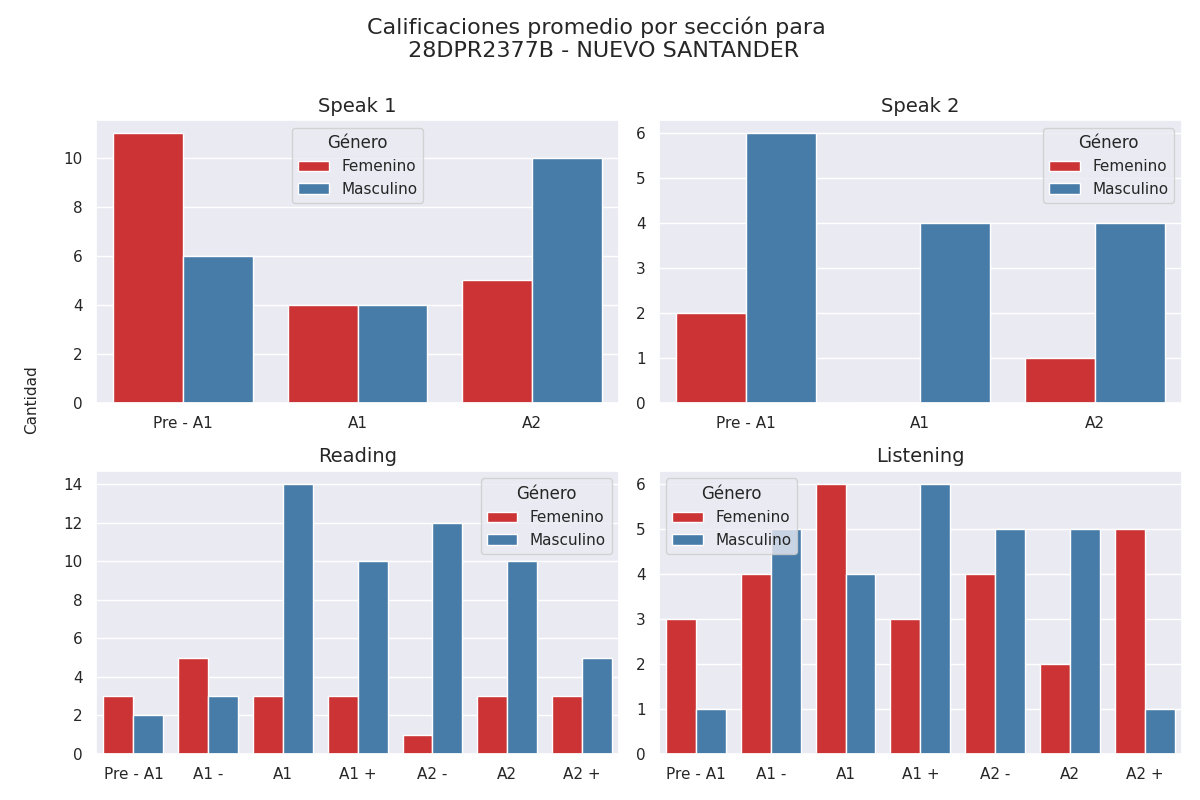 Calificaciones promedio por sección para
28DPR2377B - NUEVO SANTANDER
Speak 1
Género
Femenino
Masculino
10
8
6
4
2
0
Pre - A1 A1 A2
Speak 2
Género
Femenino
Masculino
6
5
4
3
2
1
0
Pre - A1 A1 A2
Cantidad
Reading
Género
Femenino
Masculino
14
12
10
8
6
4
2
0
Pre - A1 A1 - A1 A1 + A2 - A2 A2 +
Listening
Género
Femenino
Masculino
6
5
4
3
2
1
0
Pre - A1 A1 - A1 A1 + A2 - A2 A2 +